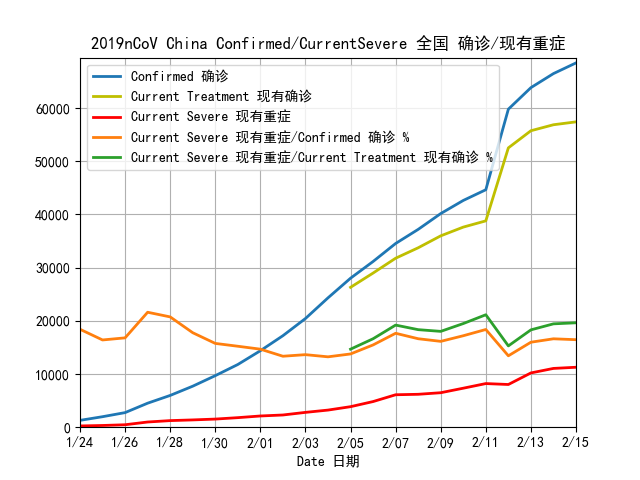 2019nCoV China Confirmed/CurrentSevere 全国 确诊/现有重症
Confirmed 确诊
Current Treatment 现有确诊
Current Severe 现有重症
Current Severe 现有重症/Confirmed 确诊 %
Current Severe 现有重症/Current Treatment 现有确诊 %
60000
50000
40000
30000
20000
10000
0
1/24 1/26 1/28 1/30 2/01 2/03 2/05 2/07 2/09 2/11 2/13 2/15
Date 日期